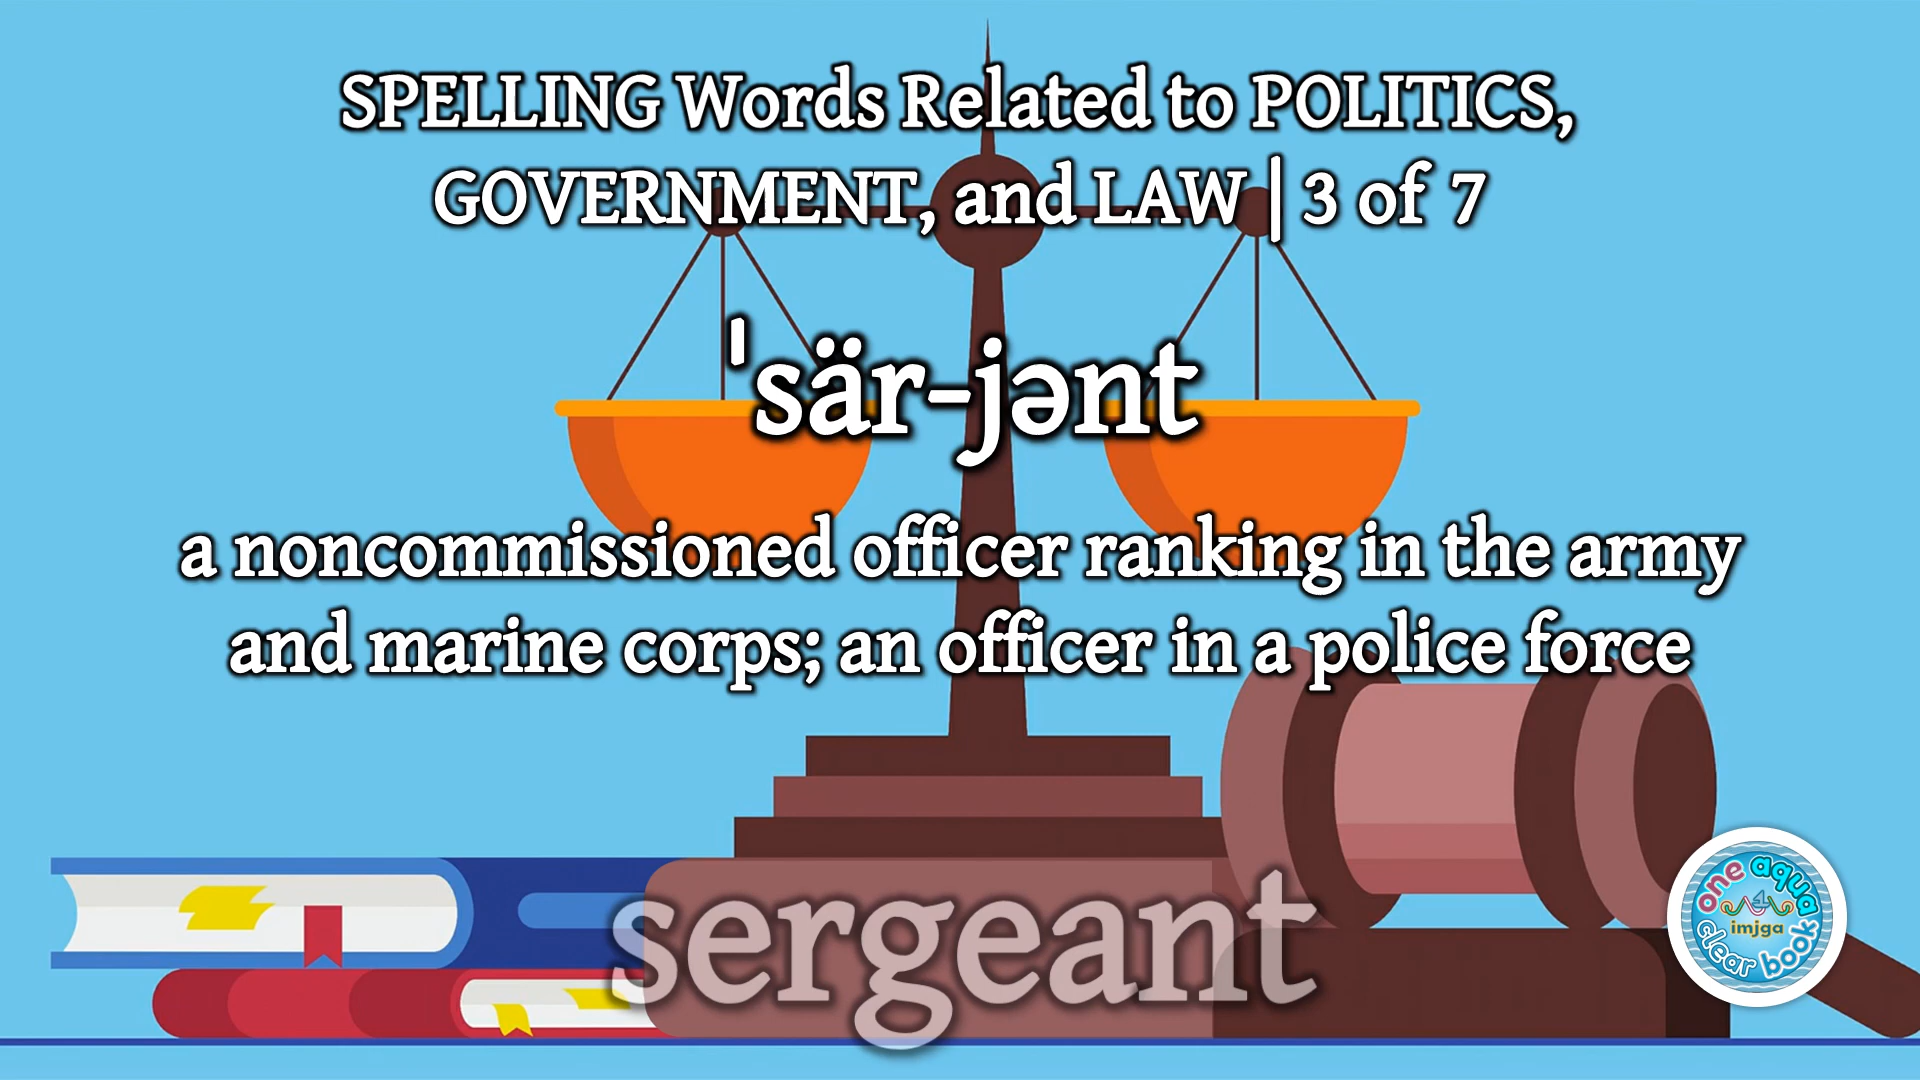 SPELLING Words Related to POLITICS,
GOVERNMENT, and LAW | 3 of 7
ˈsär-jənt
a noncommissioned officer ranking in the army
and marine corps; an officer in a police force
sergeant
one aqua
1
imjga
clear book